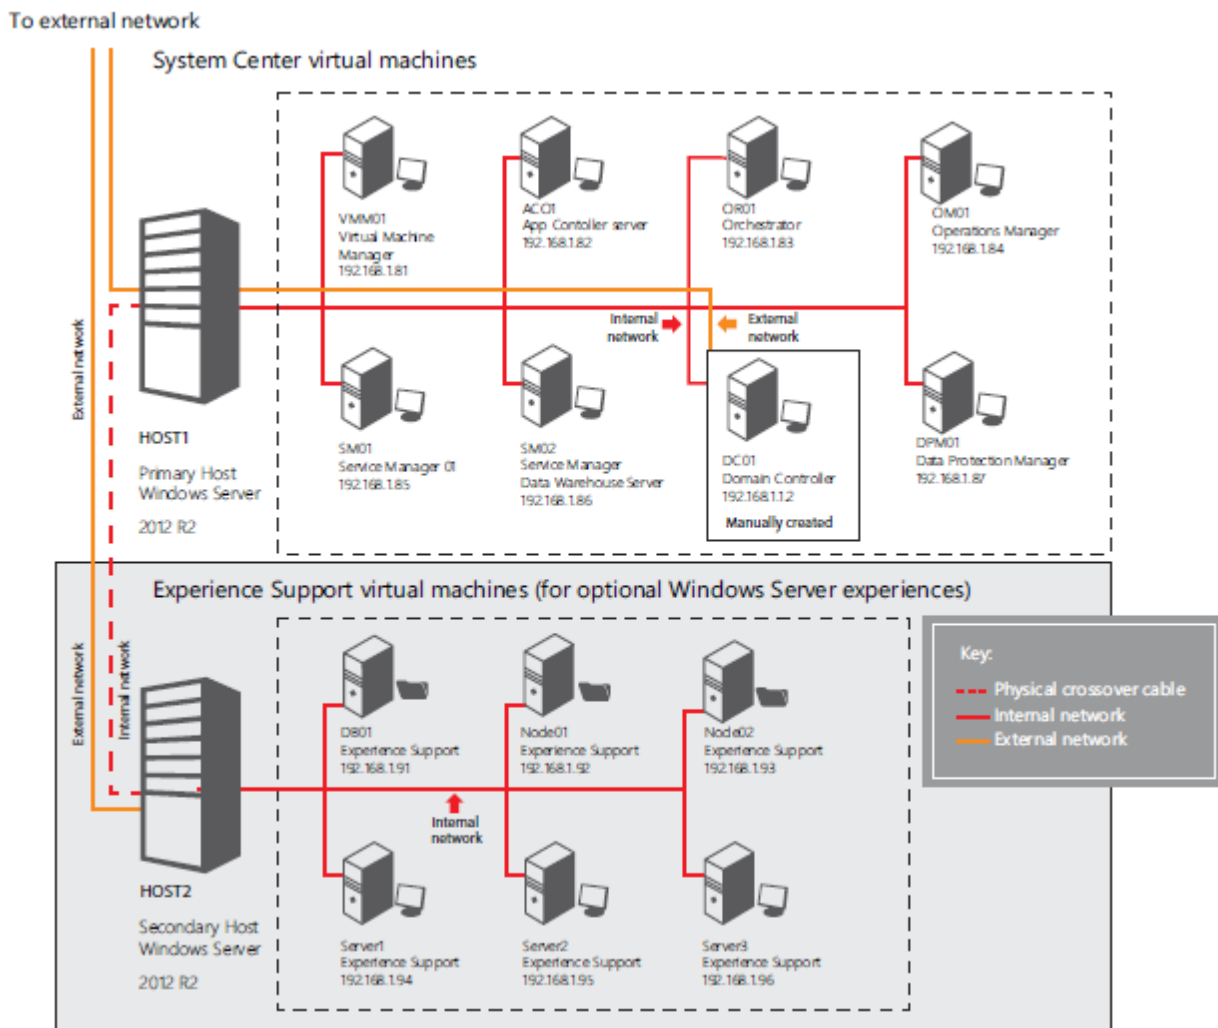 To external network
System Center virtual machines
VMM01
Virtual Machine
Manager
192.168.1.81
ACO1
App Contoller server
192.168.1.82
OR01
Orchestrator
192.168.1.83
OM01
Operations Manager
192.168.1.84
External network
Internal
network
External
network
HOST1
Primary Host
Windows Server
2012 R2
SM01
Service Manager 01
192.168.1.85
SM02
Service Manager
Data Warehouse Server
192.168.1.86
DC01
Domain Controller
192.168.1.1.2
Manually created
DPM01
Data Protection Manager
192.168.1.87
Experience Support virtual machines (for optional Windows Server experiences)
External network
Internal network
DB01
Experience Support
192.168.1.91
Node01
Experience Support
192.168.1.92
Node02
Experience Support
192.168.1.93
Key:
Physical crossover cable
Internal network
External network
Internal
network
HOST2
Secondary Host
Windows Server
2012 R2
Server1
Experience Support
192.168.1.94
Server2
Experience Support
192.168.1.95
Server3
Experience Support
192.168.1.96